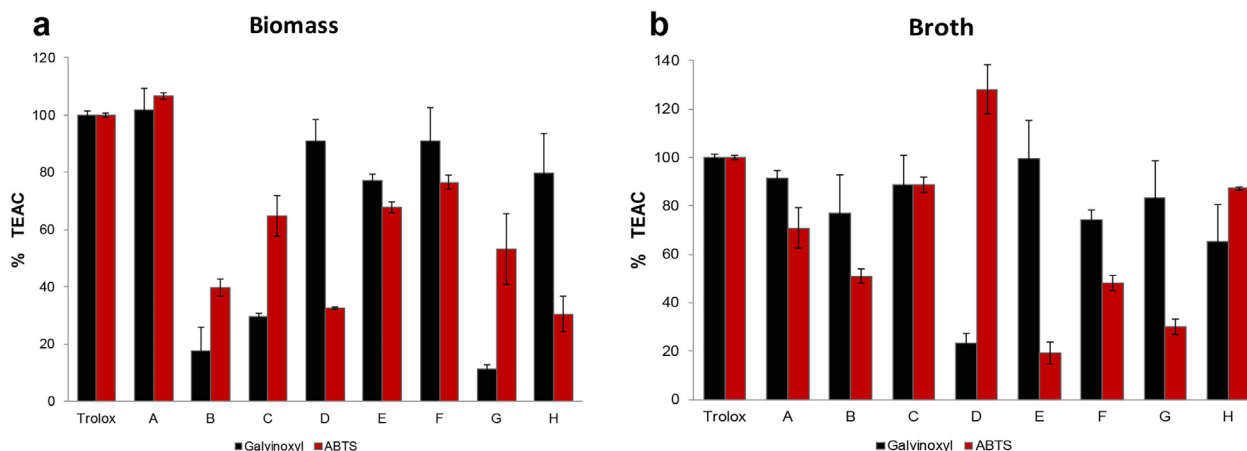 a
Biomass
120
100
80
60
40
20
0
% TEAC
Trolox A B C D E F G H
Galvinoxyl ABTS
b
Broth
140
120
100
80
60
40
20
0
% TEAC
Trolox A B C D E F G H
Galvinoxyl ABTS